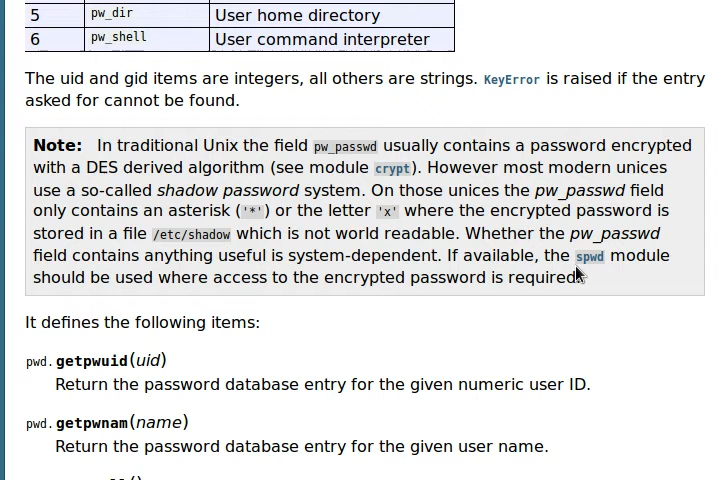 5 pw_dir User home directory
6 pw_shell User command interpreter
The uid and gid items are integers, all others are strings. KeyError is raised if the entry
asked for cannot be found.
Note: In traditional Unix the field pw_passwd usually contains a password encrypted
with a DES derived algorithm (see module crypt). However most modern unices
use a so-called shadow password system. On those unices the pw_passwd field
only contains an asterisk ('*') or the letter 'x' where the encrypted password is
stored in a file /etc/shadow which is not world readable. Whether the pw_passwd
field contains anything useful is system-dependent. If available, the spwd module
should be used where access to the encrypted password is required.
It defines the following items:
pwd.getpwuid(uid)
Return the password database entry for the given numeric user ID.
pwd.getpwnam(name)
Return the password database entry for the given user name.